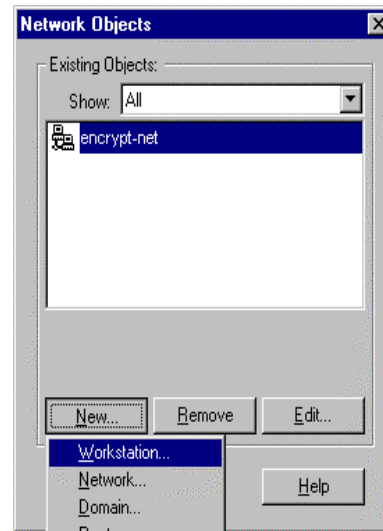 Network Objects
Existing Objects:
Show: All
encrypt-net
New... Remove Edit...
Workstation...
Network...
Help
Domain...